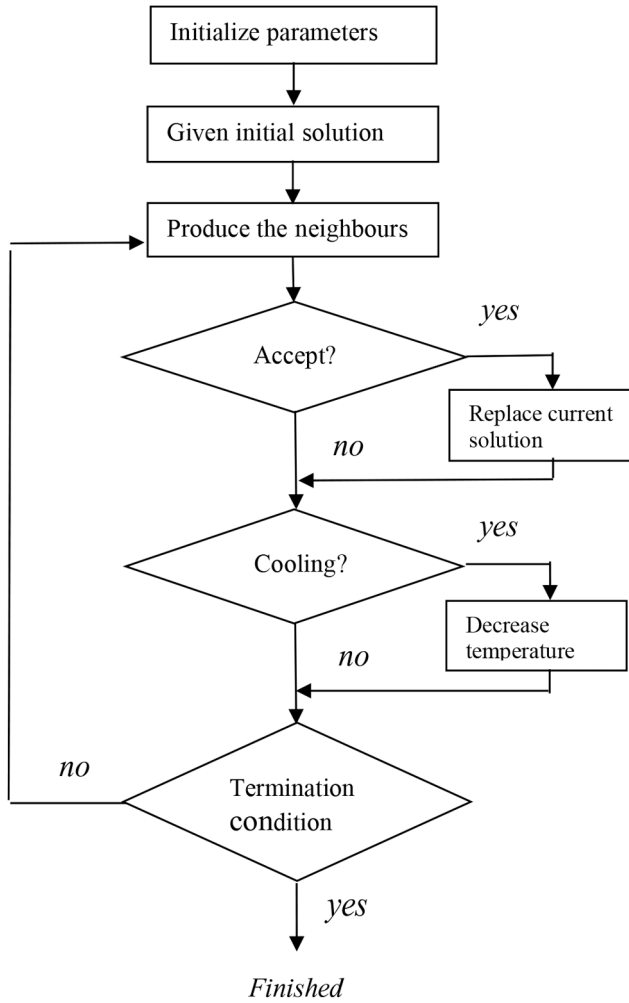 Initialize parameters
Given initial solution
Produce the neighbours
yes
Accept?
Replace current
solution
no
yes
Cooling?
Decrease
temperature
no
no
Termination
condition
yes
Finished